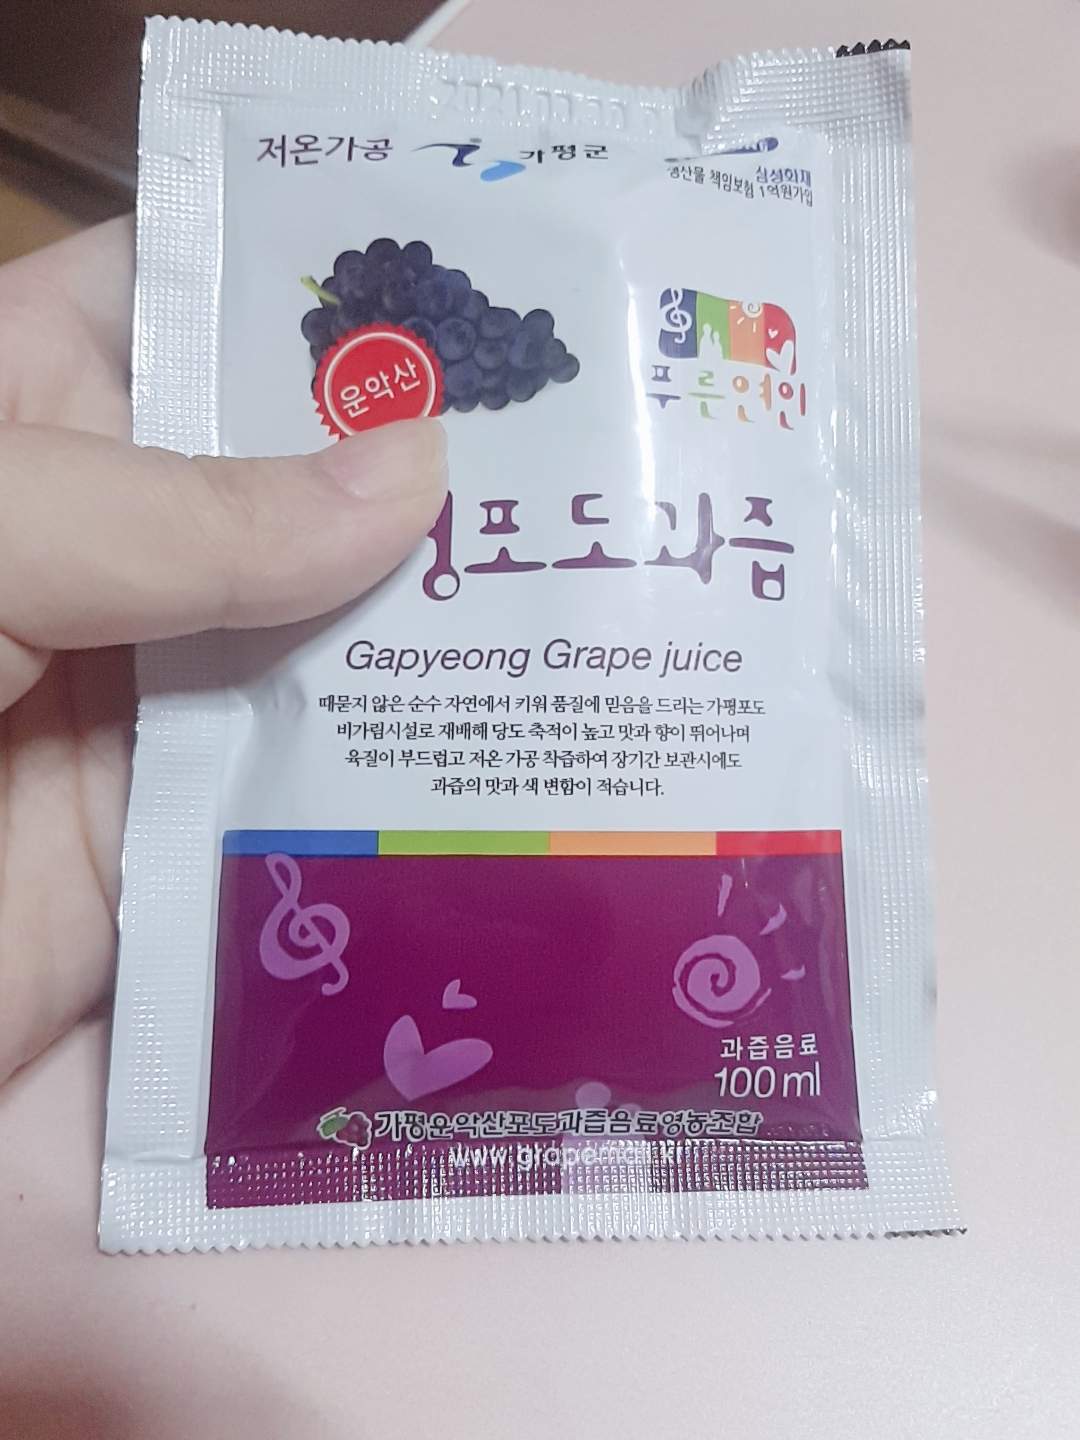 저온가공
가평군
삼성화재
생산물 책임보험 1억원가입
운악산
푸른연인
평포도과즙
Gapyeong Grape juice
때묻지 않은 순수 자연에서 키워 품질에 믿음을 드리는 가평포도
비가림시설로 재배해 당도 축적이 높고 맛과 향이 뛰어나며
육질이 부드럽고 저온 가공 착즙하여 장기간 보관시에도
과즙의 맛과 색 변함이 적습니다.
과즙음료
100ml
가평운악산포도과즙음료영농조합